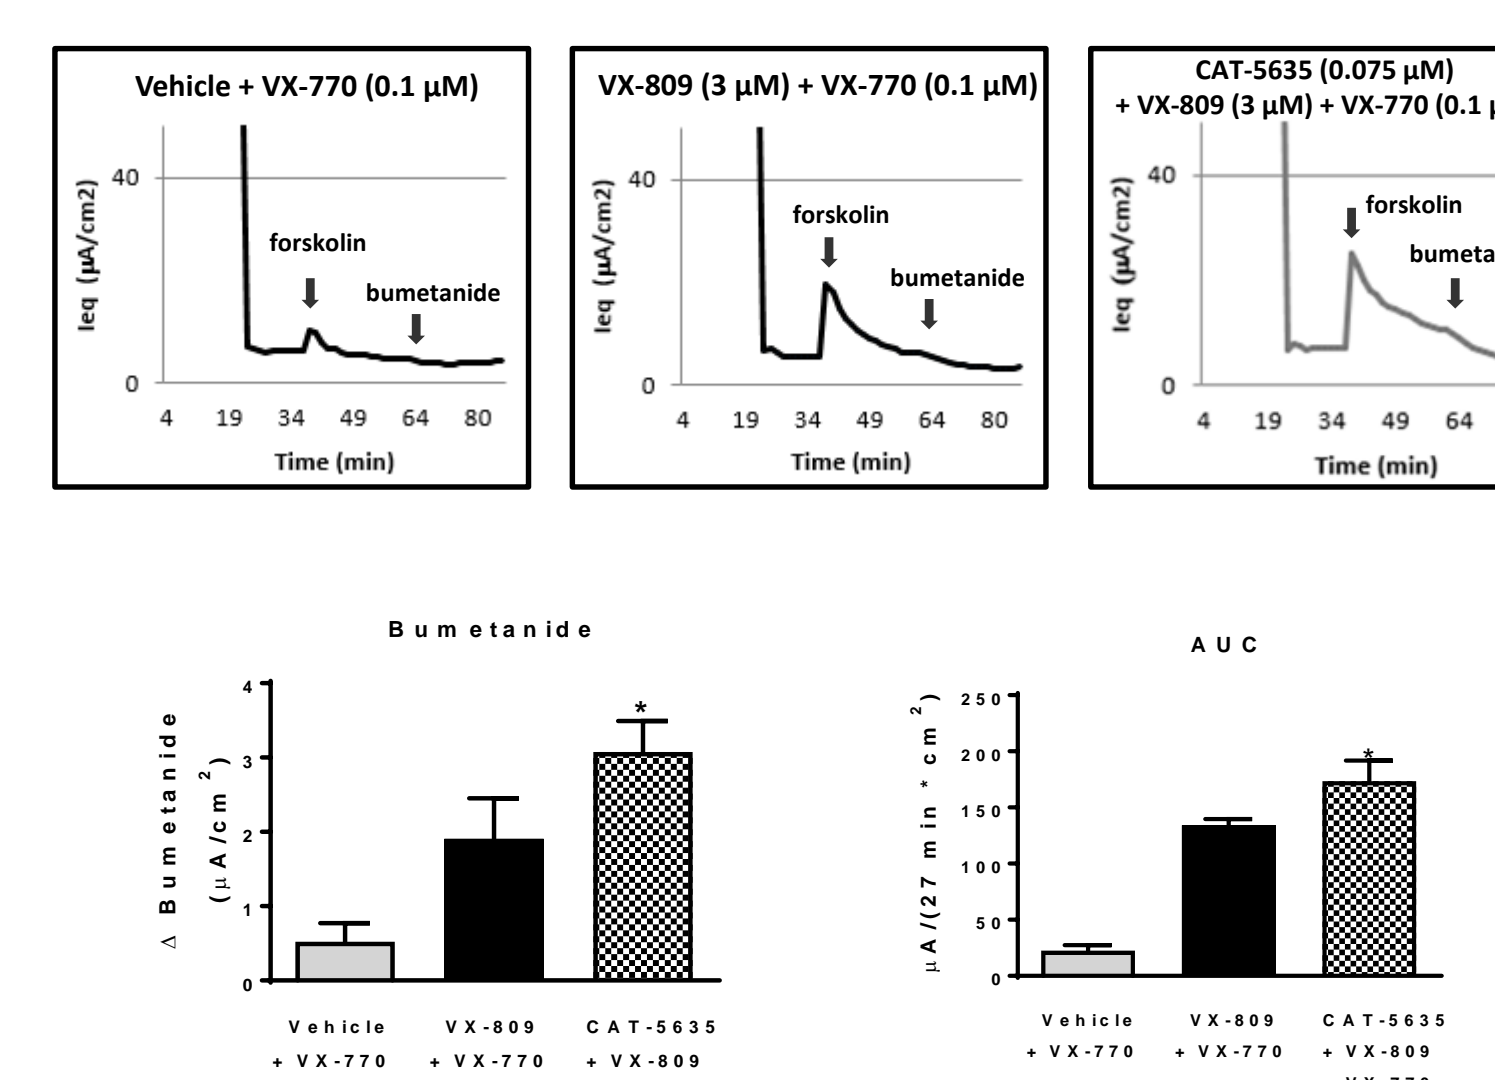 Vehicle + VX-770 (0.1 µM)
40
0
Ieq (µA/cm2)
forskolin
bumetanide
4 19 34 49 64 80
Time (min)
VX-809 (3 µM) + VX-770 (0.1 µM)
40
0
Ieq (µA/cm2)
forskolin
bumetanide
4 19 34 49 64 80
Time (min)
CAT-5635 (0.075 µM)
+ VX-809 (3 µM) + VX-770 (0.1 µ
40
0
Ieq (µA/cm2)
forskolin
bumeta
4 19 34 49 64
Time (min)
Bumetanide
Δ Bumetanide
(µA/cm2)
4
3
2
1
0
*
Vehicle
+ VX-770
VX-809
+ VX-770
CAT-5635
+ VX-809
AUC
µA/(27 min * cm2)
250
200
150
100
50
0
*
Vehicle
+ VX-770
VX-809
+ VX-770
CAT-5635
+ VX-809